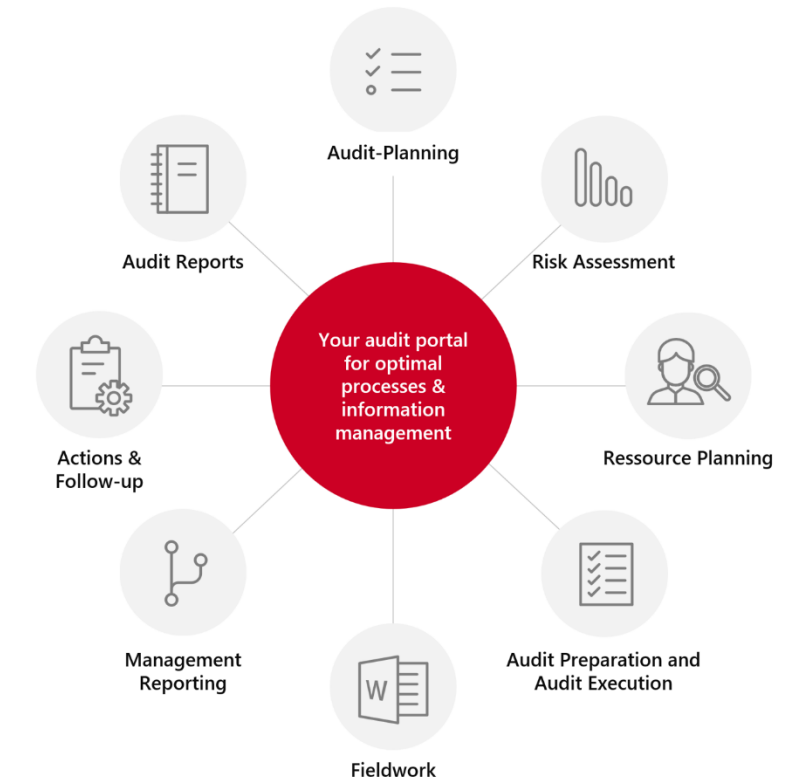 Audit-Planning
Risk Assessment
Ressource Planning
Audit Preparation and
Audit Execution
Fieldwork
W
Management
Reporting
Actions &
Follow-up
Audit Reports
Your audit portal
for optimal
processes &
information
management